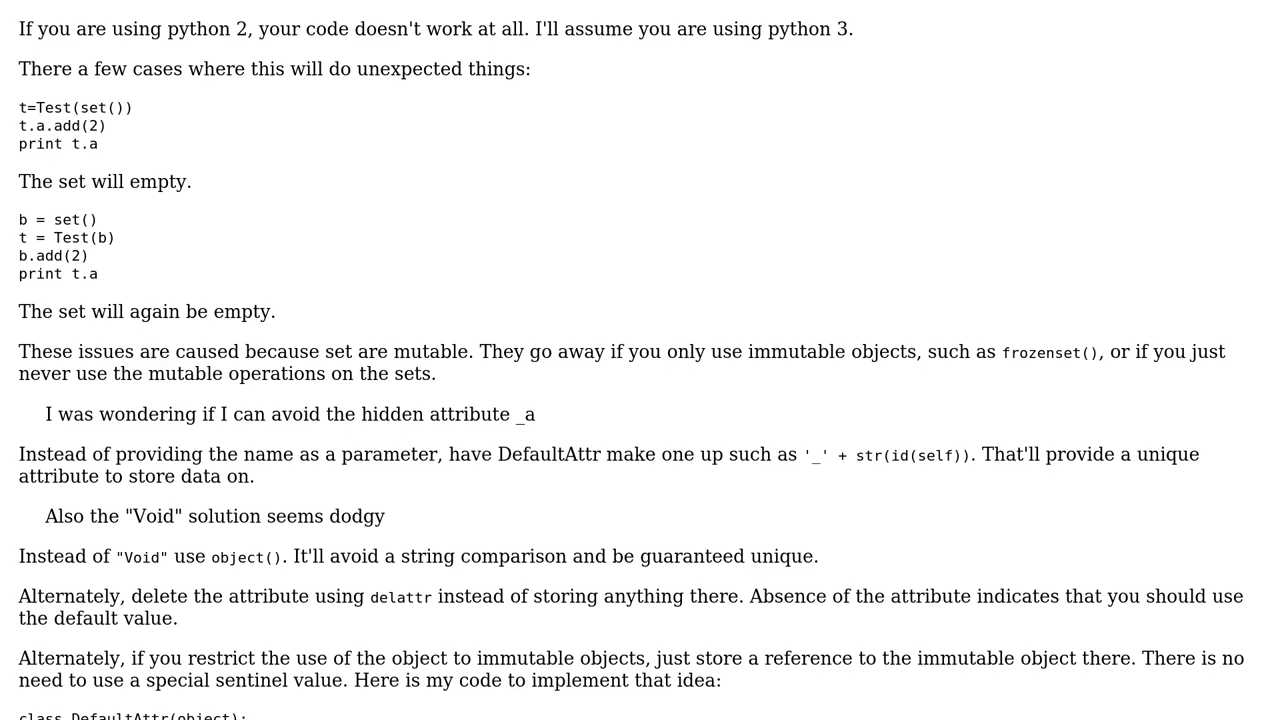 If you are using python 2, your code doesn't work at all. I'll assume you are using python 3.
There a few cases where this will do unexpected things:
t=Test(set())
t.a.add(2)
print t.a
The set will empty.
b = set()
t = Test(b)
b.add(2)
print t.a
The set will again be empty.
These issues are caused because set are mutable. They go away if you only use immutable objects, such as frozenset(), or if you just
never use the mutable operations on the sets.
I was wondering if I can avoid the hidden attribute _a
Instead of providing the name as a parameter, have DefaultAttr make one up such as '_' + str(id(self)). That'll provide a unique
attribute to store data on.
Also the "Void" solution seems dodgy
Instead of "Void" use object(). It'll avoid a string comparison and be guaranteed unique.
Alternately, delete the attribute using delattr instead of storing anything there. Absence of the attribute indicates that you should use
the default value.
Alternately, if you restrict the use of the object to immutable objects, just store a reference to the immutable object there. There is no
need to use a special sentinel value. Here is my code to implement that idea:
class DefaultAttr(object):